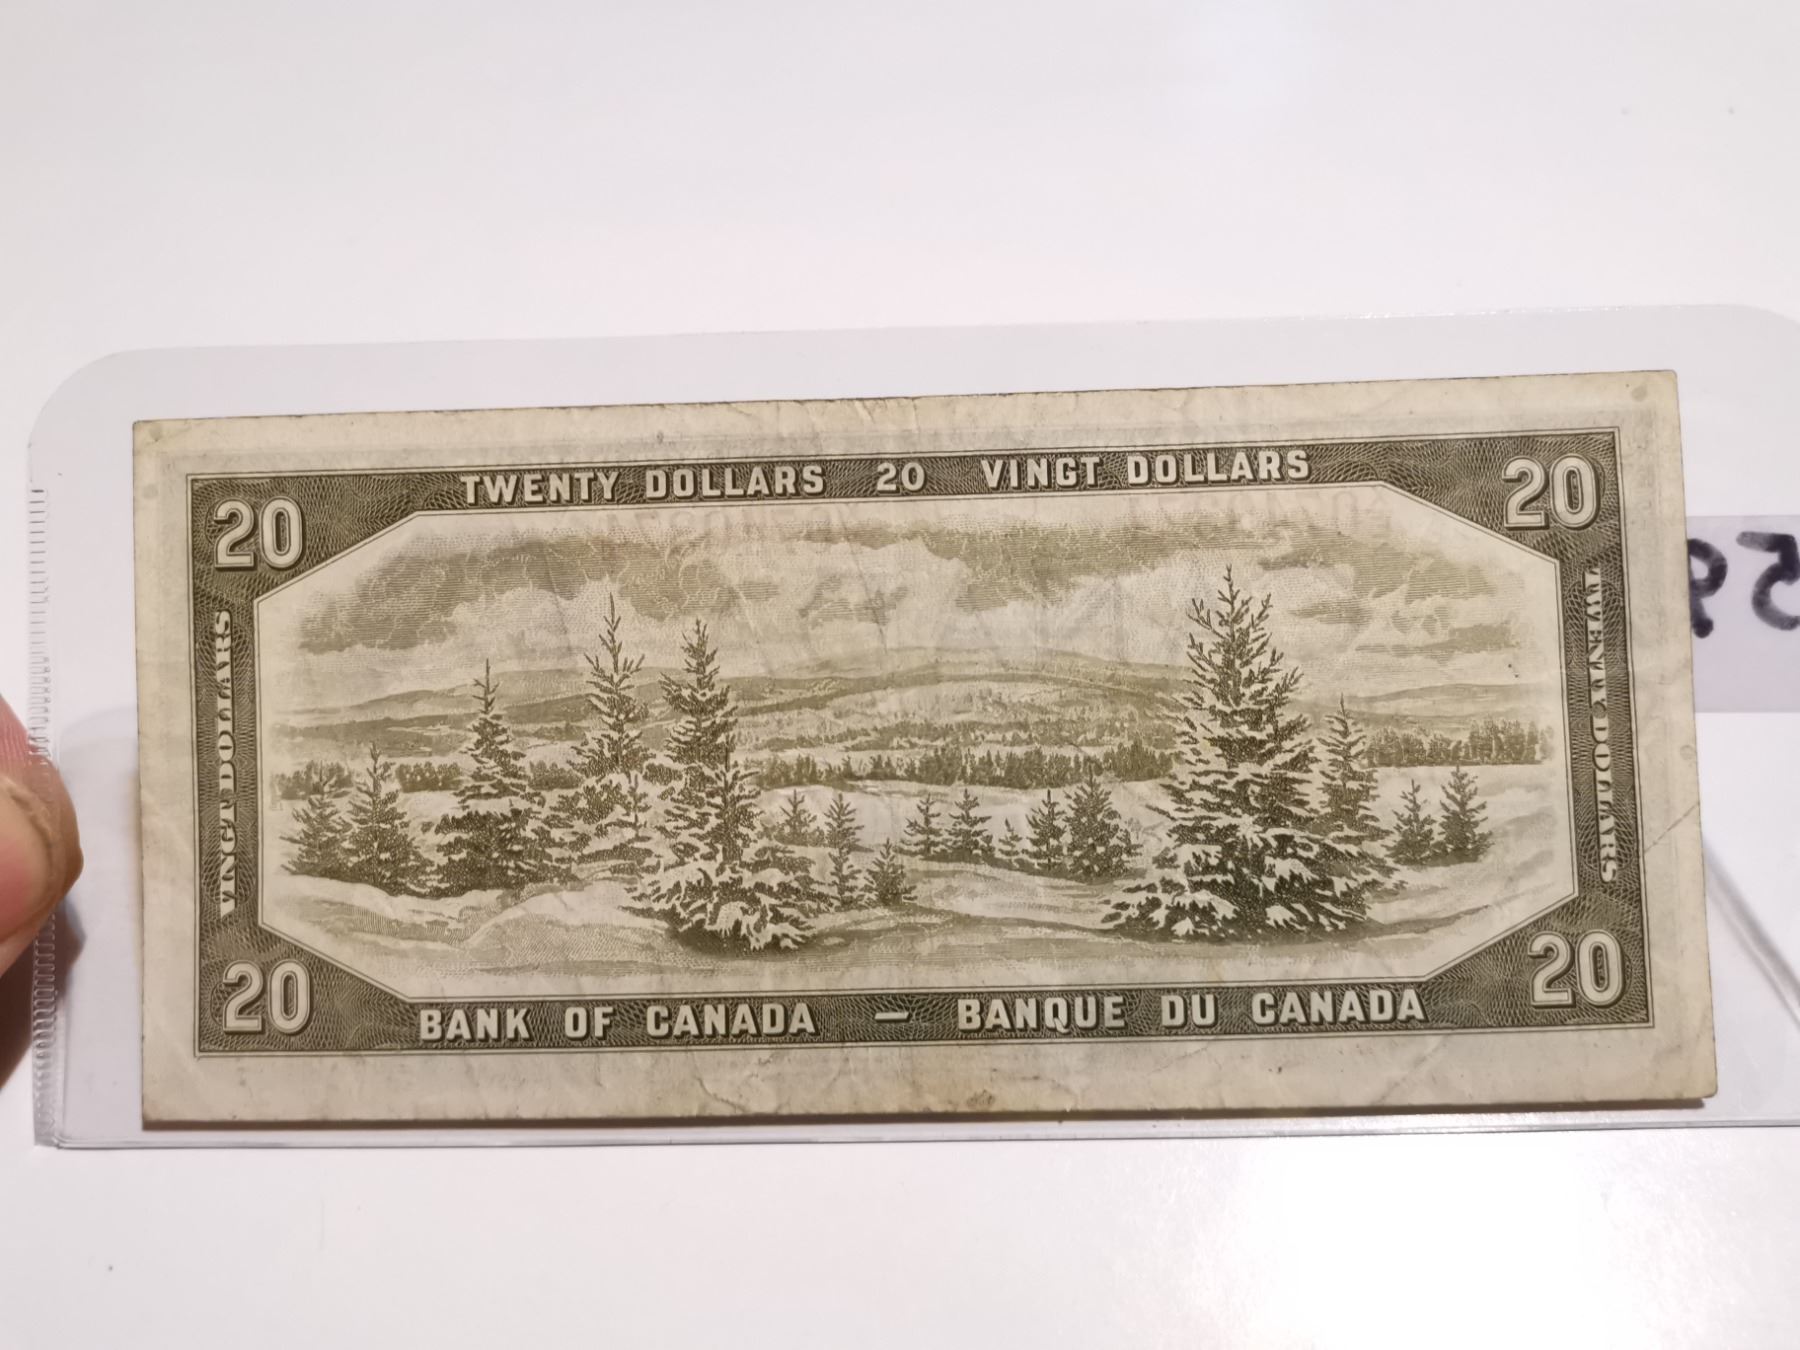 TWENTY DOLLARS 20 VINGT DOLLARS
20
20
VINGT DOLLARS
TWENTY DOLLARS
20
20
BANK OF CANADA — BANQUE DU CANADA